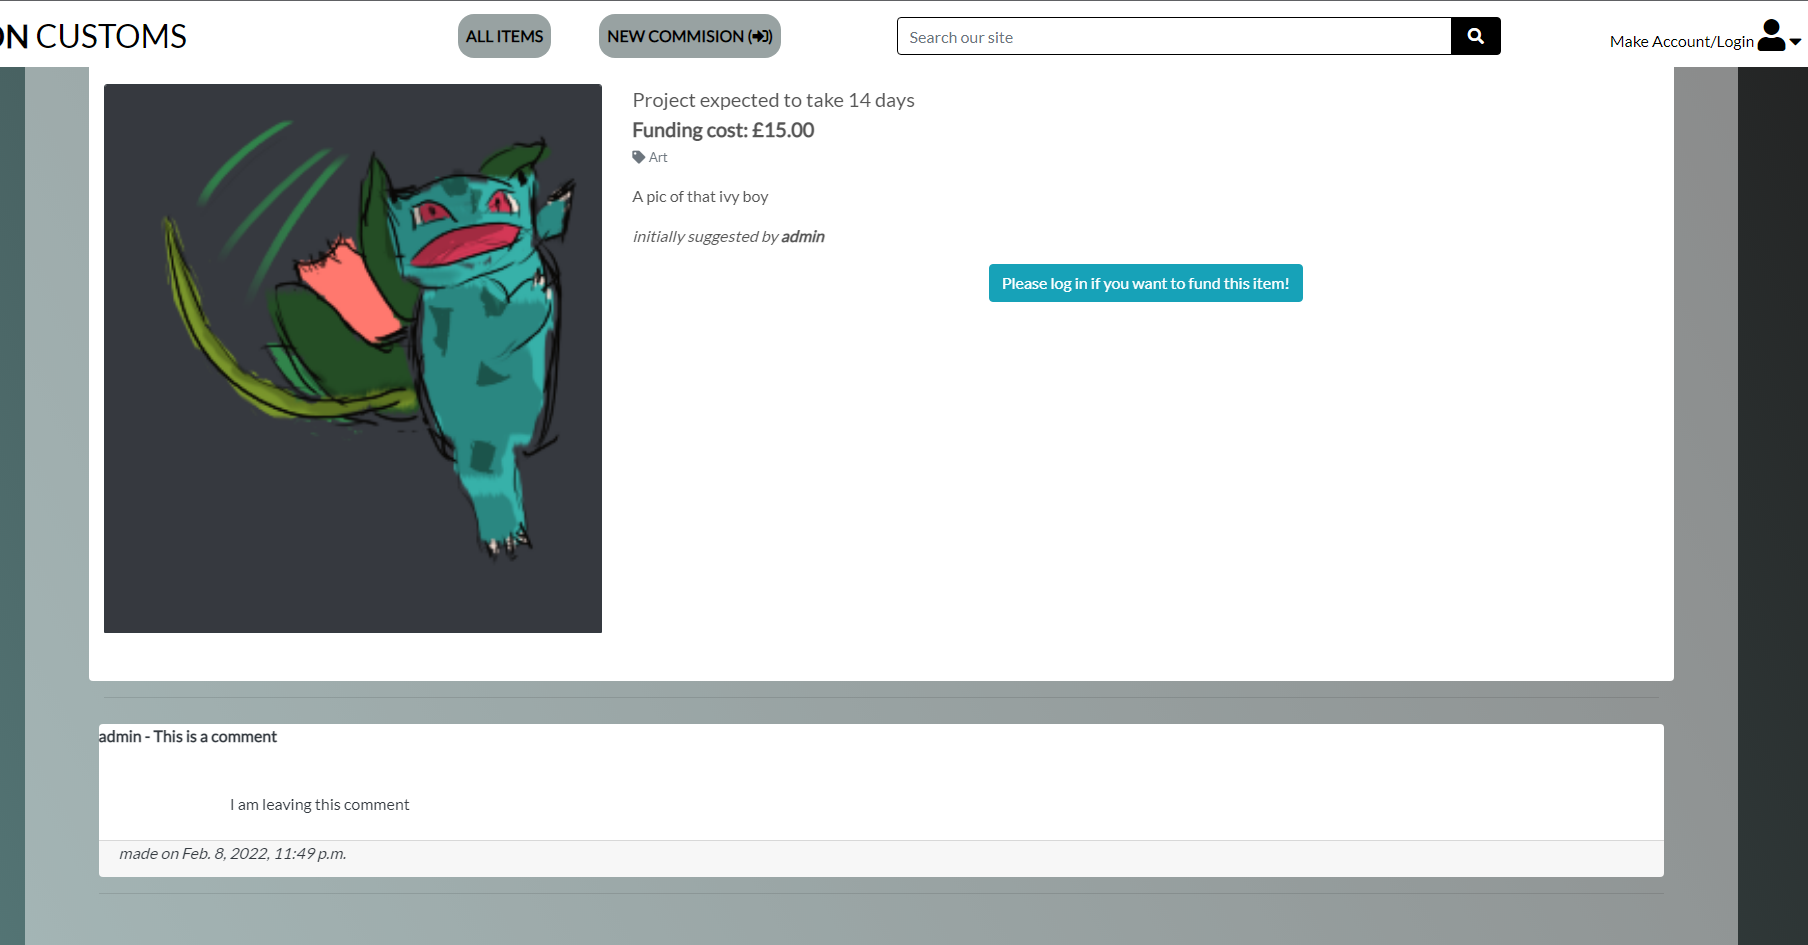 ON CUSTOMS
ALL ITEMS
NEW COMMISION ()
Search our site
Make Account/Login
Project expected to take 14 days
Funding cost: £15.00
Art
A pic of that ivy boy
initially suggested by admin
Please log in if you want to fund this item!
admin - This is a comment
I am leaving this comment
made on Feb. 8, 2022, 11:49 p.m.